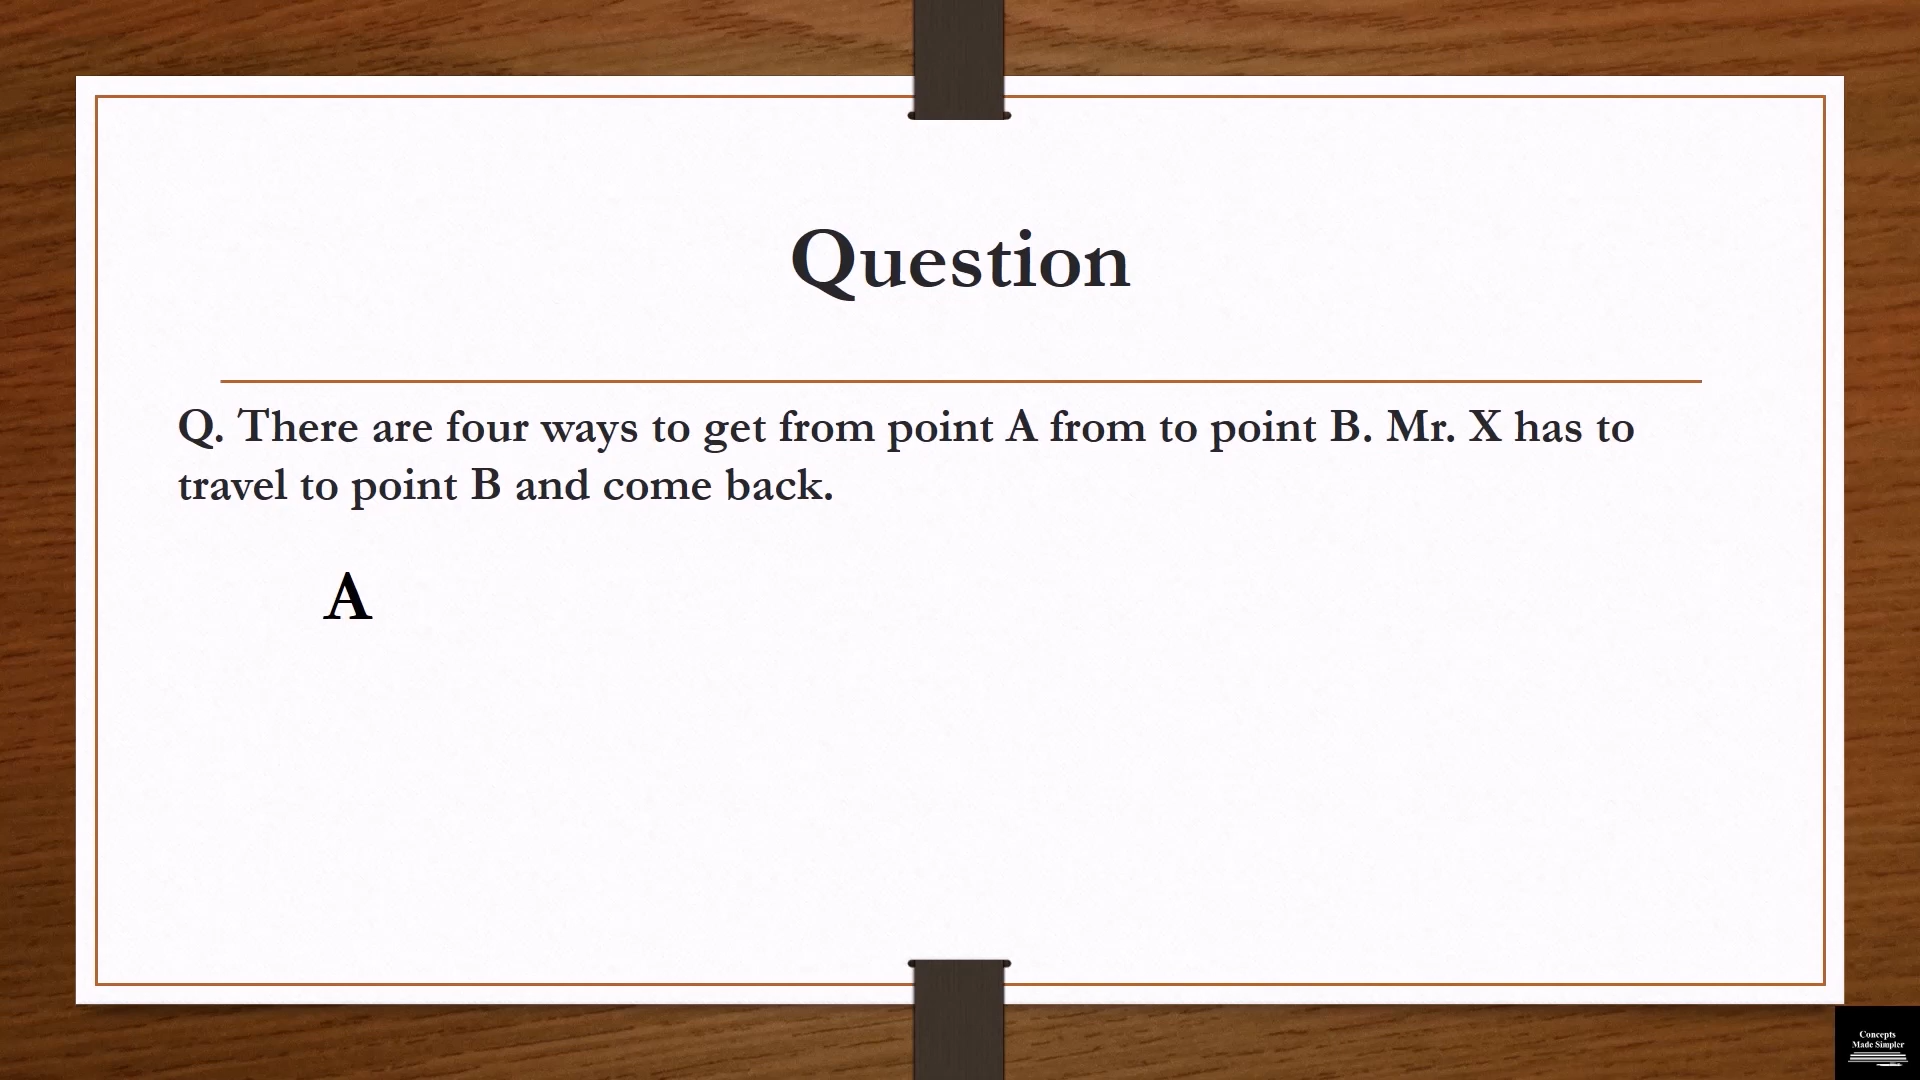 Question
Q. There are four ways to get from point A from to point B. Mr. X has to
travel to point B and come back.
A
Concepts
Made Simpler